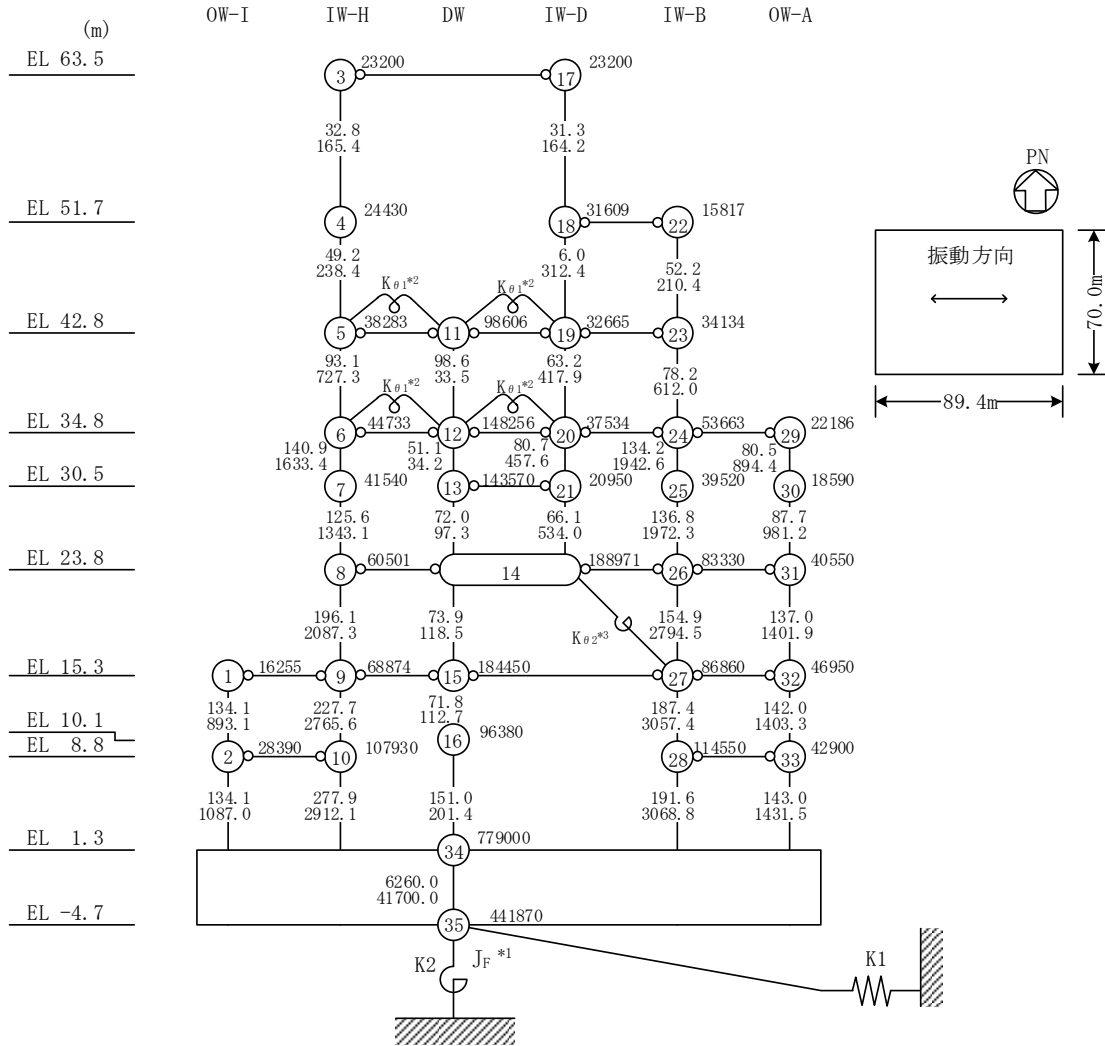 OW-I IW-H DW IW-D IW-B OW-A
(m)
EL 63.5
3 23200 17 23200
32.8 31.3
165.4 164.2
PN
EL 51.7
4 24430 18 31609 22 15817
49.2 6.0 52.2
238.4 312.4 210.4
振動方向
70.0m
89.4m
Kθ1*2 Kθ1*2
EL 42.8
5 38283 11 98606 19 32665 23 34134
93.1 98.6 63.2 78.2
727.3 33.5 417.9 612.0
Kθ1*2 Kθ1*2
EL 34.8
6 44733 12 148256 20 37534 24 53663 29 22186
140.9 51.1 80.7 134.2 80.5
1633.4 34.2 457.6 1942.6 894.4
EL 30.5
7 41540 13 143570 21 20950 25 39520 30 18590
125.6 72.0 66.1 136.8 87.7
1343.1 97.3 534.0 1972.3 981.2
EL 23.8
8 60501 14 188971 26 83330 31 40550
196.1 73.9 154.9 137.0
2087.3 118.5 2794.5 1401.9
Kθ2*3
EL 15.3
1 16255 9 68874 15 184450 27 86860 32 46950
134.1 227.7 71.8 187.4 142.0
893.1 2765.6 112.7 3057.4 1403.3
EL 10.1
16 96380
EL 8.8
2 28390 10 107930 28 114550 33 42900
134.1 277.9 151.0 191.6 143.0
1087.0 2912.1 201.4 3068.8 1431.5
EL 1.3
34 779000
6260.0
41700.0
EL -4.7
35 441870
K2 JF *1 K1